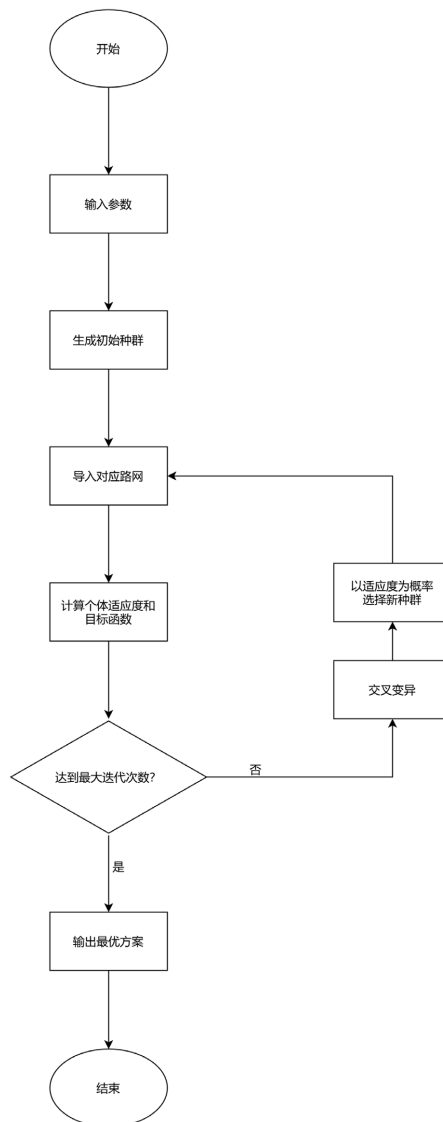 开始
输入参数
生成初始种群
导入对应路网
以适应度为概率
选择新种群
计算个体适应度和
目标函数
交叉变异
达到最大迭代次数?
否
是
输出最优方案
结束